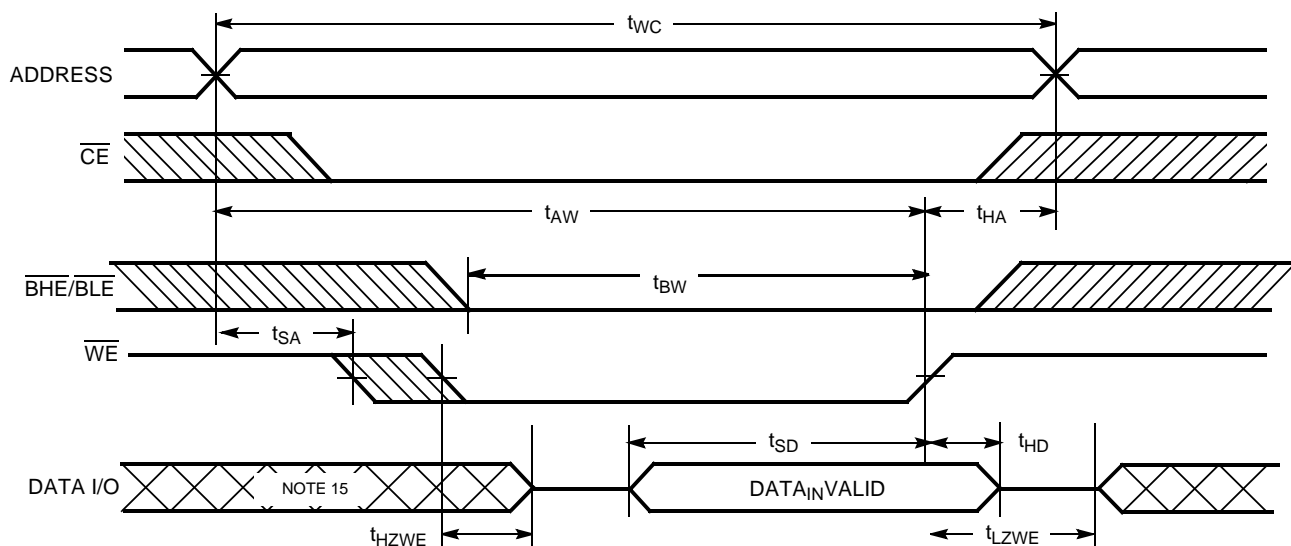 tWC
ADDRESS
CE
tAW
tHA
BHE/BLE
tBW
tSA
WE
tSD
tHD
DATA I/O
NOTE 15
DATAINVALID
tHZWE
tLZWE